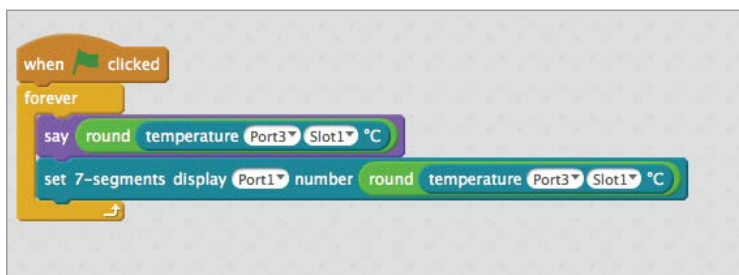 when clicked
forever
say round temperature Port3 Slot1 °C
set 7-segments display Port1 number round temperature Port3 Slot1 °C